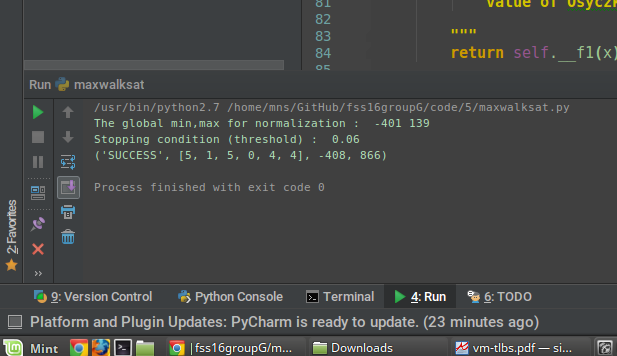 81 value of Osyczk
82
83 """
84 return self.__f1(x)
85
Run maxwalksat
/usr/bin/python2.7 /home/mns/GitHub/fss16groupG/code/5/maxwalksat.py
The global min,max for normalization :  -401 139
Stopping condition (threshold) :  0.06
('SUCCESS', [5, 1, 5, 0, 4, 4], -408, 866)
Process finished with exit code 0
2: Favorites
9: Version Control Python Console Terminal 4: Run 6: TODO
Platform and Plugin Updates: PyCharm is ready to update. (23 minutes ago)
Mint |fss16groupG/m... Downloads vm-tlbs.pdf — si...